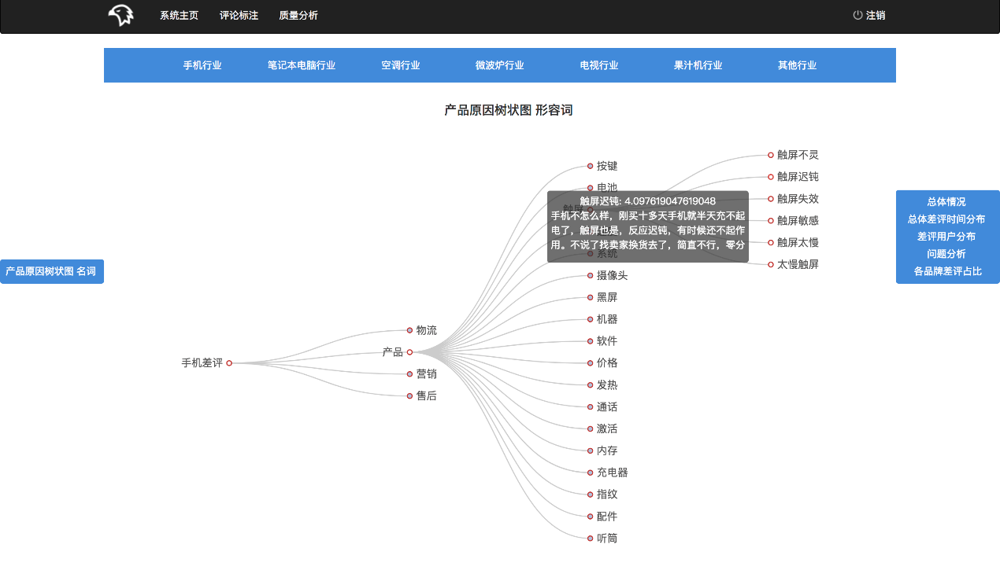 系统主页
评论标注
质量分析
注销
手机行业
笔记本电脑行业
空调行业
微波炉行业
电视行业
果汁机行业
其他行业
产品原因树状图 形容词
产品原因树状图 名词
总体情况
总体差评时间分布
差评用户分布
问题分析
各品牌差评占比
手机差评
物流
产品
营销
售后
按键
电池
触屏
触屏迟钝: 4.097619047619048
手机不怎么样，刚买十多天手机就半天充不起
电了，触屏也是，反应迟钝，有时候还不起作
用。不说了找卖家换货去了，简直不行，零分
系统
摄像头
黑屏
机器
软件
价格
发热
通话
激活
内存
充电器
指纹
配件
听筒
触屏不灵
触屏迟钝
触屏失效
触屏敏感
触屏太慢
太慢触屏